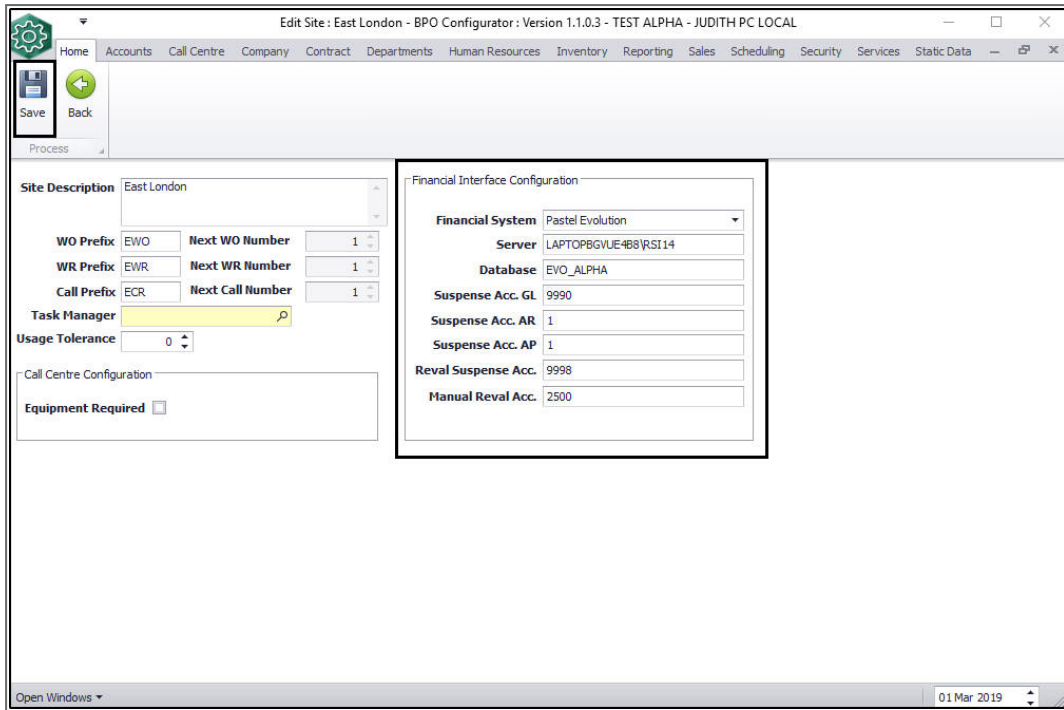 Edit Site : East London - BPO Configurator : Version 1.1.0.3 - TEST ALPHA - JUDITH PC LOCAL
Home Accounts Call Centre Company Contract Departments Human Resources Inventory Reporting Sales Scheduling Security Services Static Data
Save Back
Process
Site Description East London
WO Prefix EWO Next WO Number 1
WR Prefix EWR Next WR Number 1
Call Prefix ECR Next Call Number 1
Task Manager
Usage Tolerance 0
Call Centre Configuration
Equipment Required
Financial Interface Configuration
Financial System Pastel Evolution
Server LAPTOPBGVUE4B8\RSI14
Database EVO_ALPHA
Suspense Acc. GL 9990
Suspense Acc. AR 1
Suspense Acc. AP 1
Reval Suspense Acc. 9998
Manual Reval Acc. 2500
Open Windows 01 Mar 2019